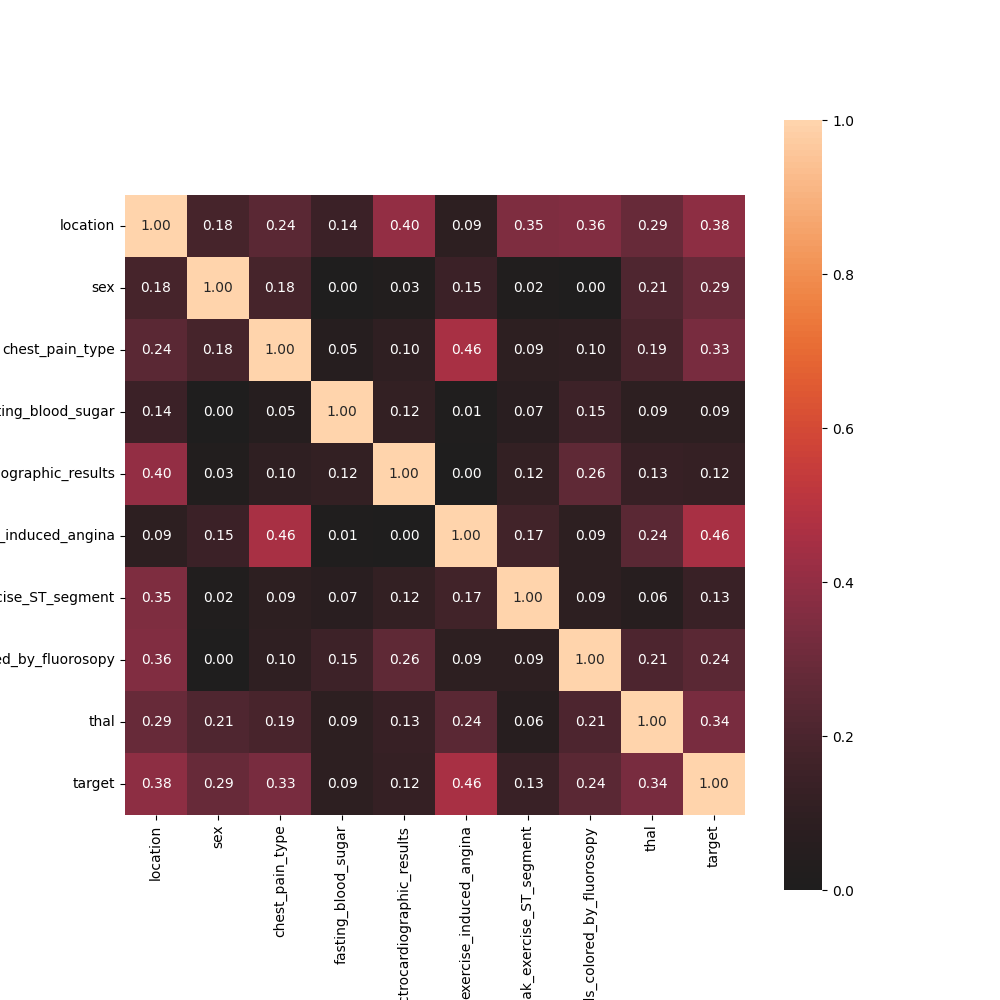 1.0
location 1.00 0.18 0.24 0.14 0.40 0.09 0.35 0.36 0.29 0.38
sex 0.18 1.00 0.18 0.00 0.03 0.15 0.02 0.00 0.21 0.29
0.8
chest_pain_type 0.24 0.18 1.00 0.05 0.10 0.46 0.09 0.10 0.19 0.33
ting_blood_sugar 0.14 0.00 0.05 1.00 0.12 0.01 0.07 0.15 0.09 0.09
0.6
ographic_results 0.40 0.03 0.10 0.12 1.00 0.00 0.12 0.26 0.13 0.12
_induced_angina 0.09 0.15 0.46 0.01 0.00 1.00 0.17 0.09 0.24 0.46
0.4
cise_ST_segment 0.35 0.02 0.09 0.07 0.12 0.17 1.00 0.09 0.06 0.13
ed_by_fluorosopy 0.36 0.00 0.10 0.15 0.26 0.09 0.09 1.00 0.21 0.24
thal 0.29 0.21 0.19 0.09 0.13 0.24 0.06 0.21 1.00 0.34
0.2
target 0.38 0.29 0.33 0.09 0.12 0.46 0.13 0.24 0.34 1.00
0.0
location
sex
chest_pain_type
fasting_blood_sugar
ctrocardiographic_results
exercise_induced_angina
ak_exercise_ST_segment
ls_colored_by_fluorosopy
thal
target